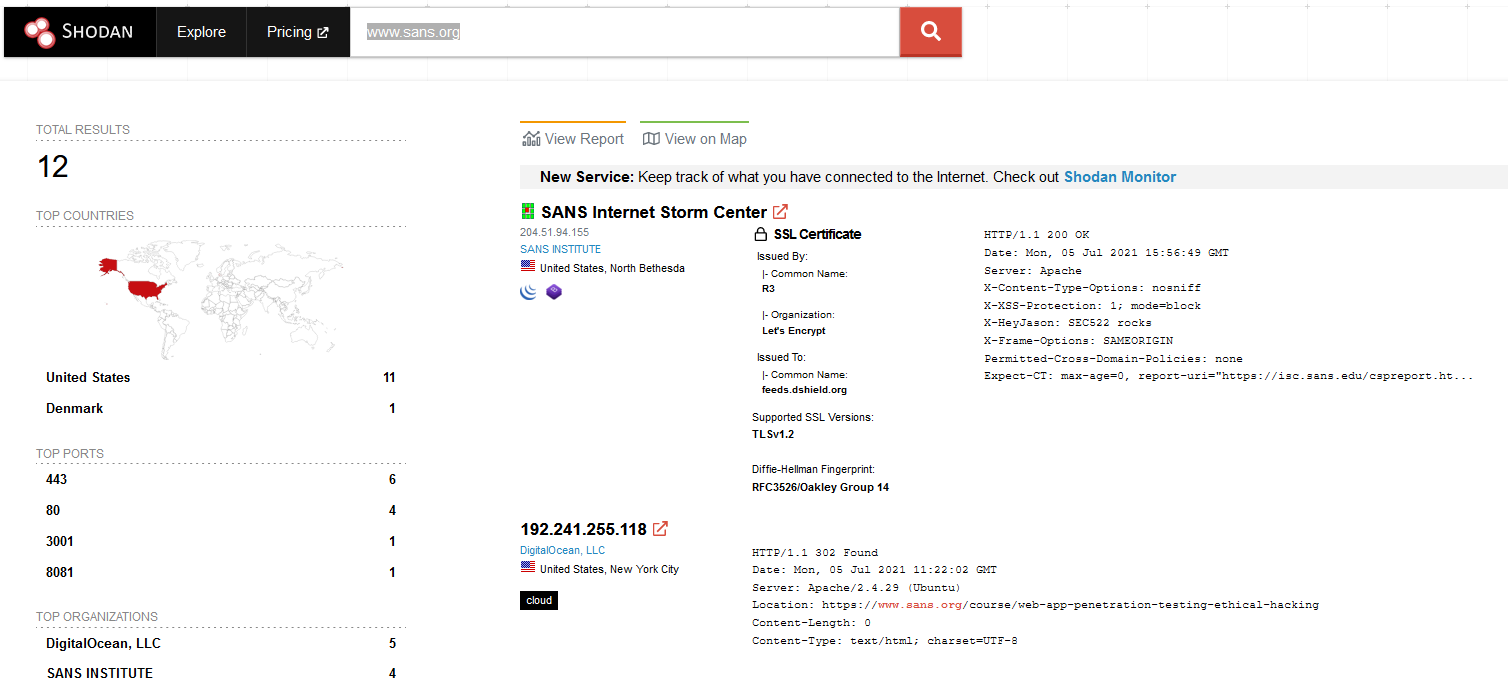 SHODAN Explore Pricing www.sans.org
TOTAL RESULTS
12
TOP COUNTRIES
United States 11
Denmark 1
TOP PORTS
443 6
80 4
3001 1
8081 1
TOP ORGANIZATIONS
DigitalOcean, LLC 5
SANS INSTITUTE 4
View Report View on Map
New Service: Keep track of what you have connected to the Internet. Check out Shodan Monitor
SANS Internet Storm Center
204.51.94.155
SANS INSTITUTE
United States, North Bethesda
SSL Certificate
Issued By:
|- Common Name:
R3
|- Organization:
Let's Encrypt
Issued To:
|- Common Name:
feeds.dshield.org
Supported SSL Versions:
TLSv1.2
Diffie-Hellman Fingerprint:
RFC3526/Oakley Group 14
HTTP/1.1 200 OK
Date: Mon, 05 Jul 2021 15:56:49 GMT
Server: Apache
X-Content-Type-Options: nosniff
X-XSS-Protection: 1; mode=block
X-HeyJason: SEC522 rocks
X-Frame-Options: SAMEORIGIN
Permitted-Cross-Domain-Policies: none
Expect-CT: max-age=0, report-uri="https://isc.sans.edu/cspreport.ht...
192.241.255.118
DigitalOcean, LLC
United States, New York City
cloud
HTTP/1.1 302 Found
Date: Mon, 05 Jul 2021 11:22:02 GMT
Server: Apache/2.4.29 (Ubuntu)
Location: https://www.sans.org/course/web-app-penetration-testing-ethical-hacking
Content-Length: 0
Content-Type: text/html; charset=UTF-8